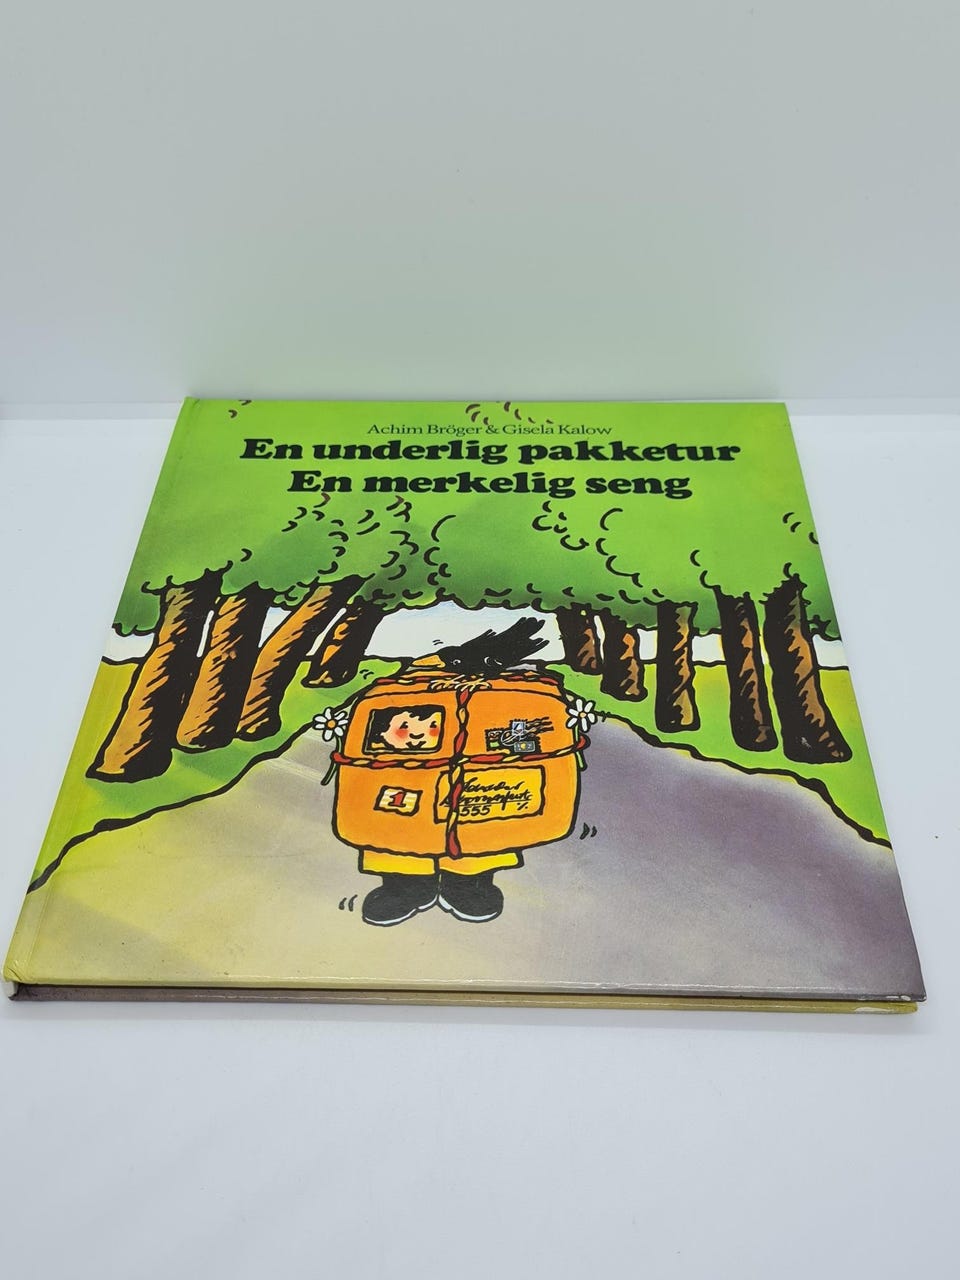 Achim Bröger & Gisela Kalow
En underlig pakketur
En merkelig seng
1
555